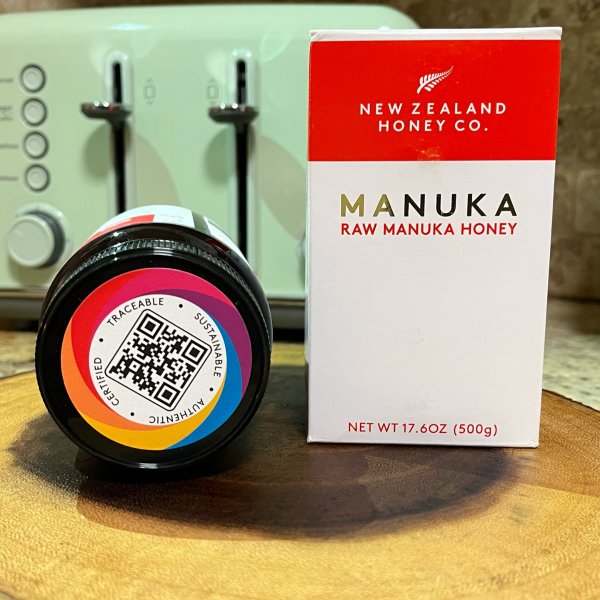 NEW ZEALAND
HONEY CO.
MANUKA
RAW MANUKA HONEY
NET WT 17.6OZ (500g)
TRACEABLE • SUSTAINABLE • AUTHENTIC • CERTIFIED •